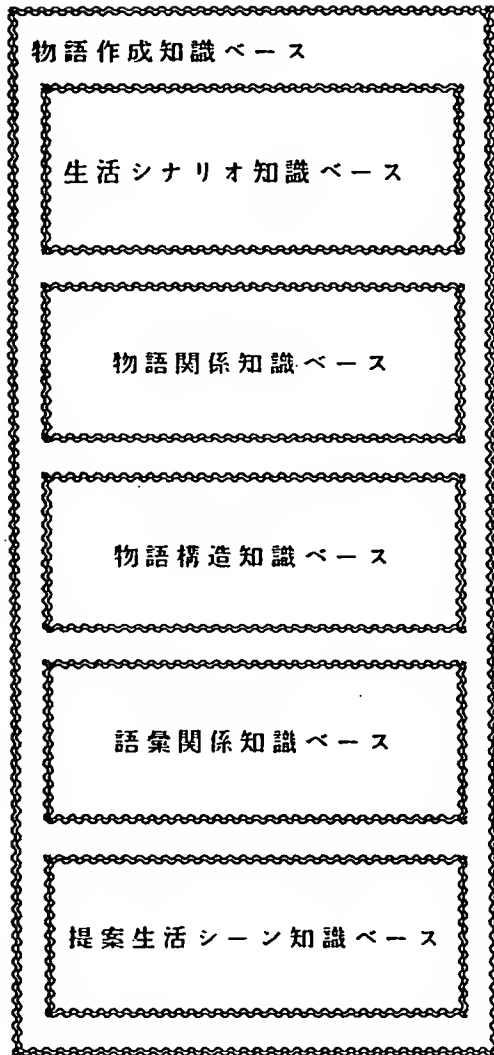 物語作成知識ベース
生活シナリオ知識ベース
物語関係知識ベース
物語構造知識ベース
語彙関係知識ベース
提案生活シーン知識ベース